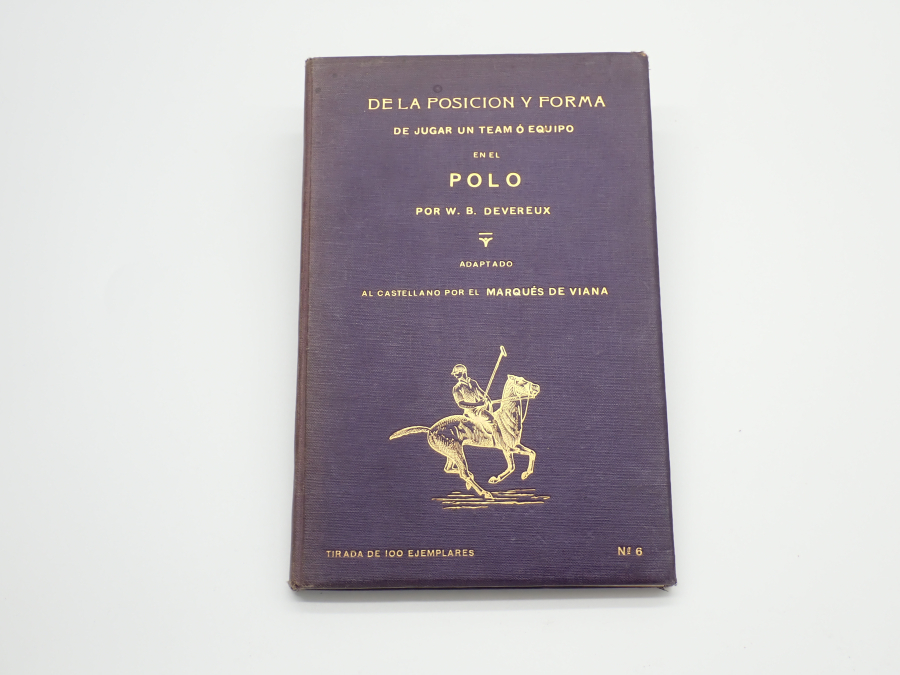 DE LA POSICION Y FORMA
DE JUGAR UN TEAM Ó EQUIPO
EN EL
POLO
POR W. B. DEVEREUX
ADAPTADO
AL CASTELLANO POR EL MARQUÉS DE VIANA
TIRADA DE 100 EJEMPLARES Nº 6